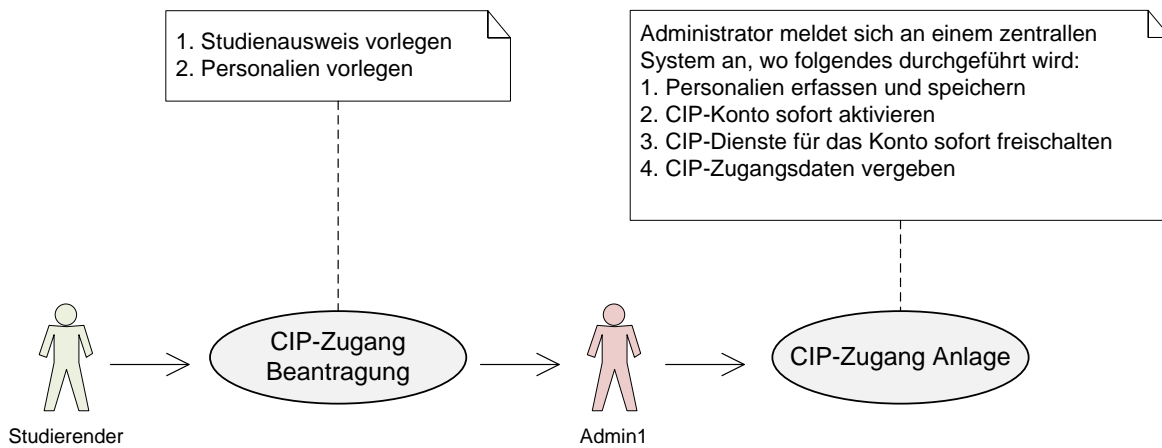 1. Studienausweis vorlegen
2. Personalien vorlegen
Administrator meldet sich an einem zentrallen
System an, wo folgendes durchgeführt wird:
1. Personalien erfassen und speichern
2. CIP-Konto sofort aktivieren
3. CIP-Dienste für das Konto sofort freischalten
4. CIP-Zugangsdaten vergeben
CIP-Zugang
Beantragung
CIP-Zugang Anlage
Studierender
Admin1